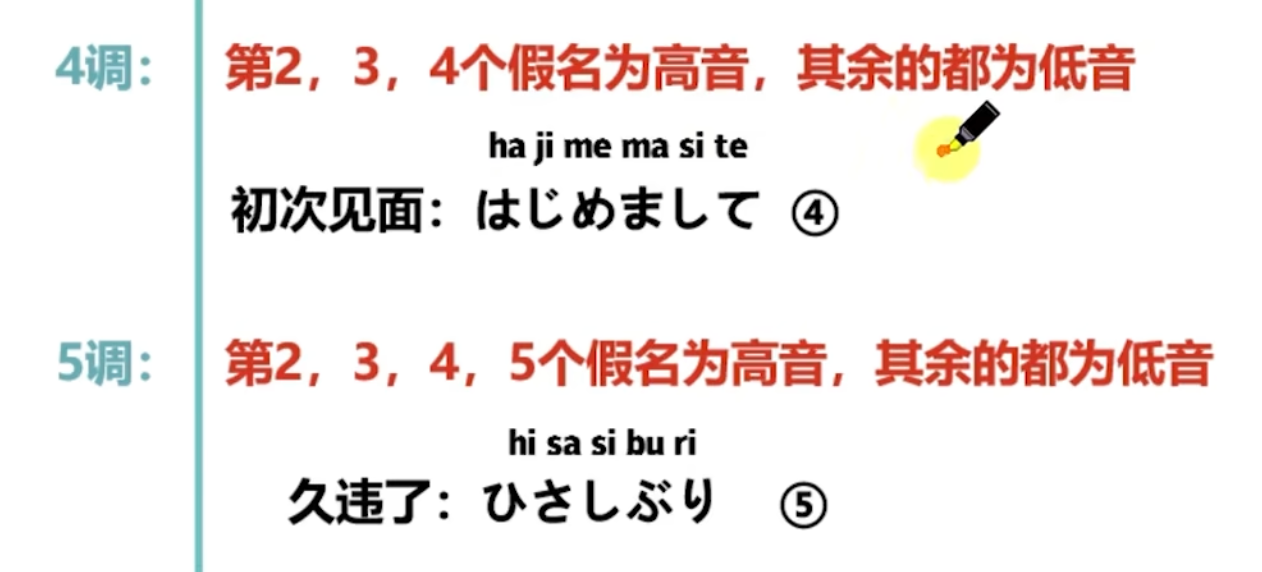 4调： 第2，3，4个假名为高音，其余的都为低音
ha ji me ma si te
初次见面：はじめまして ④
5调： 第2，3，4，5个假名为高音，其余的都为低音
hi sa si bu ri
久违了：ひさしぶり ⑤